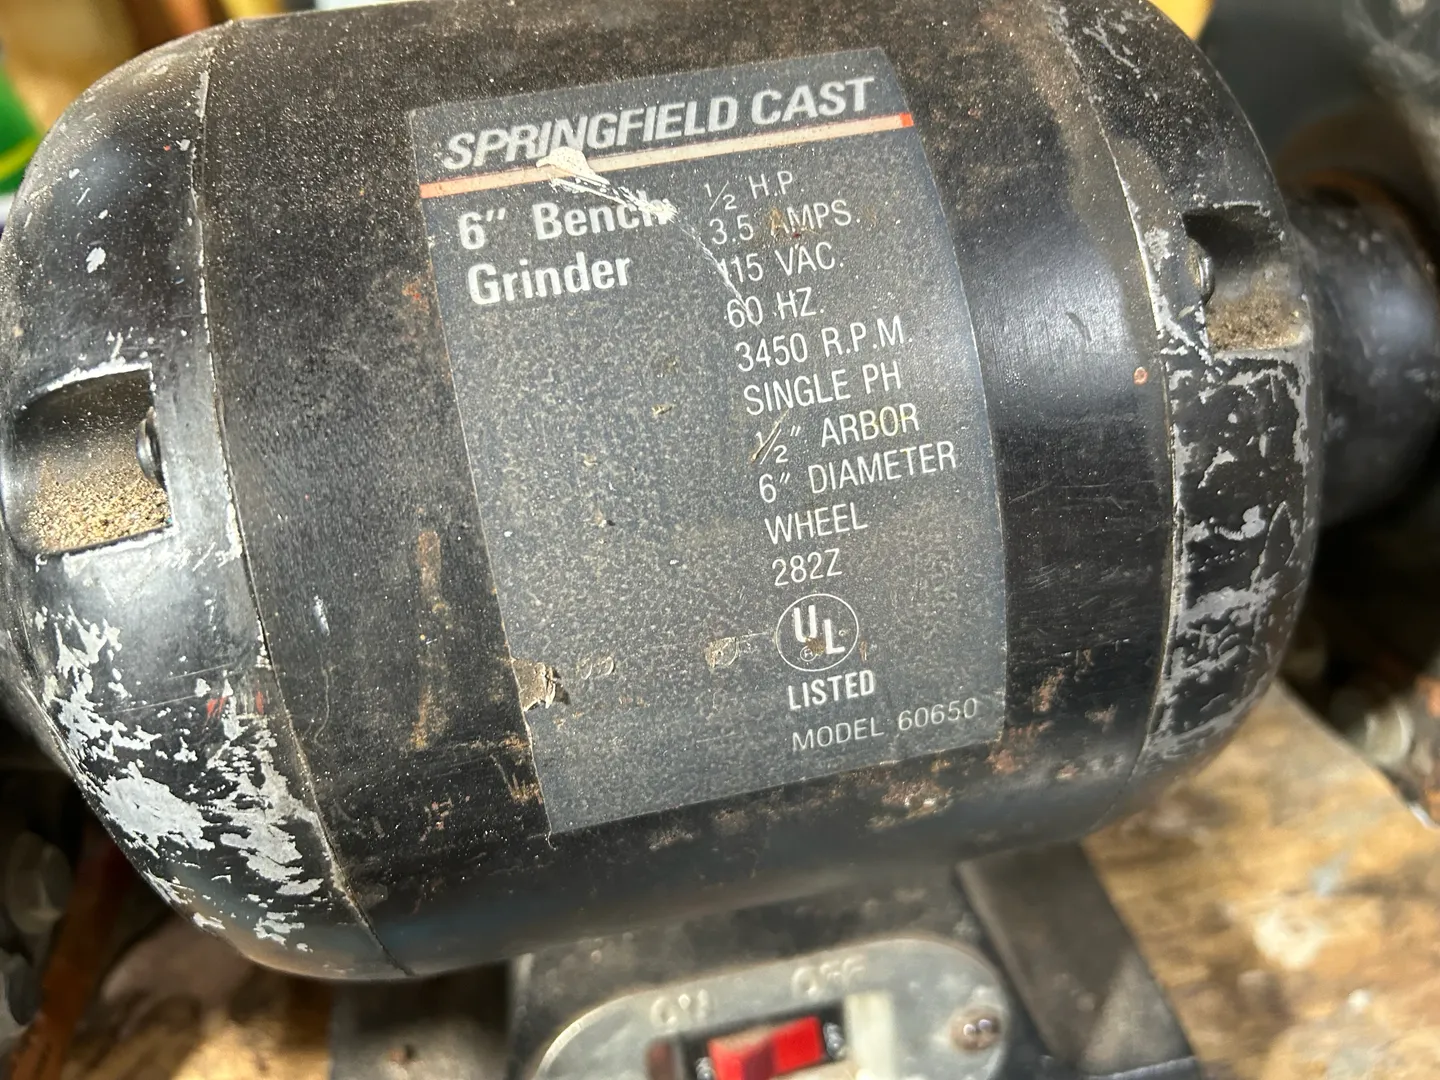 SPRINGFIELD CAST
6" Bench
Grinder
½ H.P.
3.5 AMPS.
115 VAC.
60 HZ.
3450 R.P.M.
SINGLE PH
½" ARBOR
6" DIAMETER
WHEEL
282Z
UL
®
LISTED
MODEL 60650
ON OFF